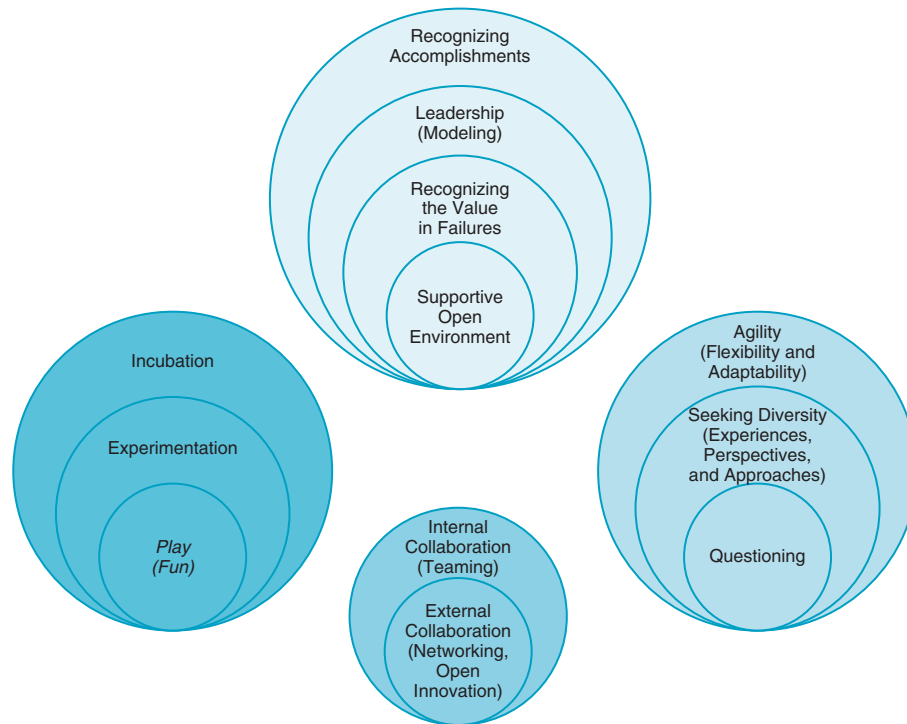 Recognizing
Accomplishments
Leadership
(Modeling)
Recognizing
the Value
in Failures
Supportive
Open
Environment
Incubation
Experimentation
Play
(Fun)
Internal
Collaboration
(Teaming)
External
Collaboration
(Networking,
Open
Innovation)
Agility
(Flexibility and
Adaptability)
Seeking Diversity
(Experiences,
Perspectives,
and Approaches)
Questioning